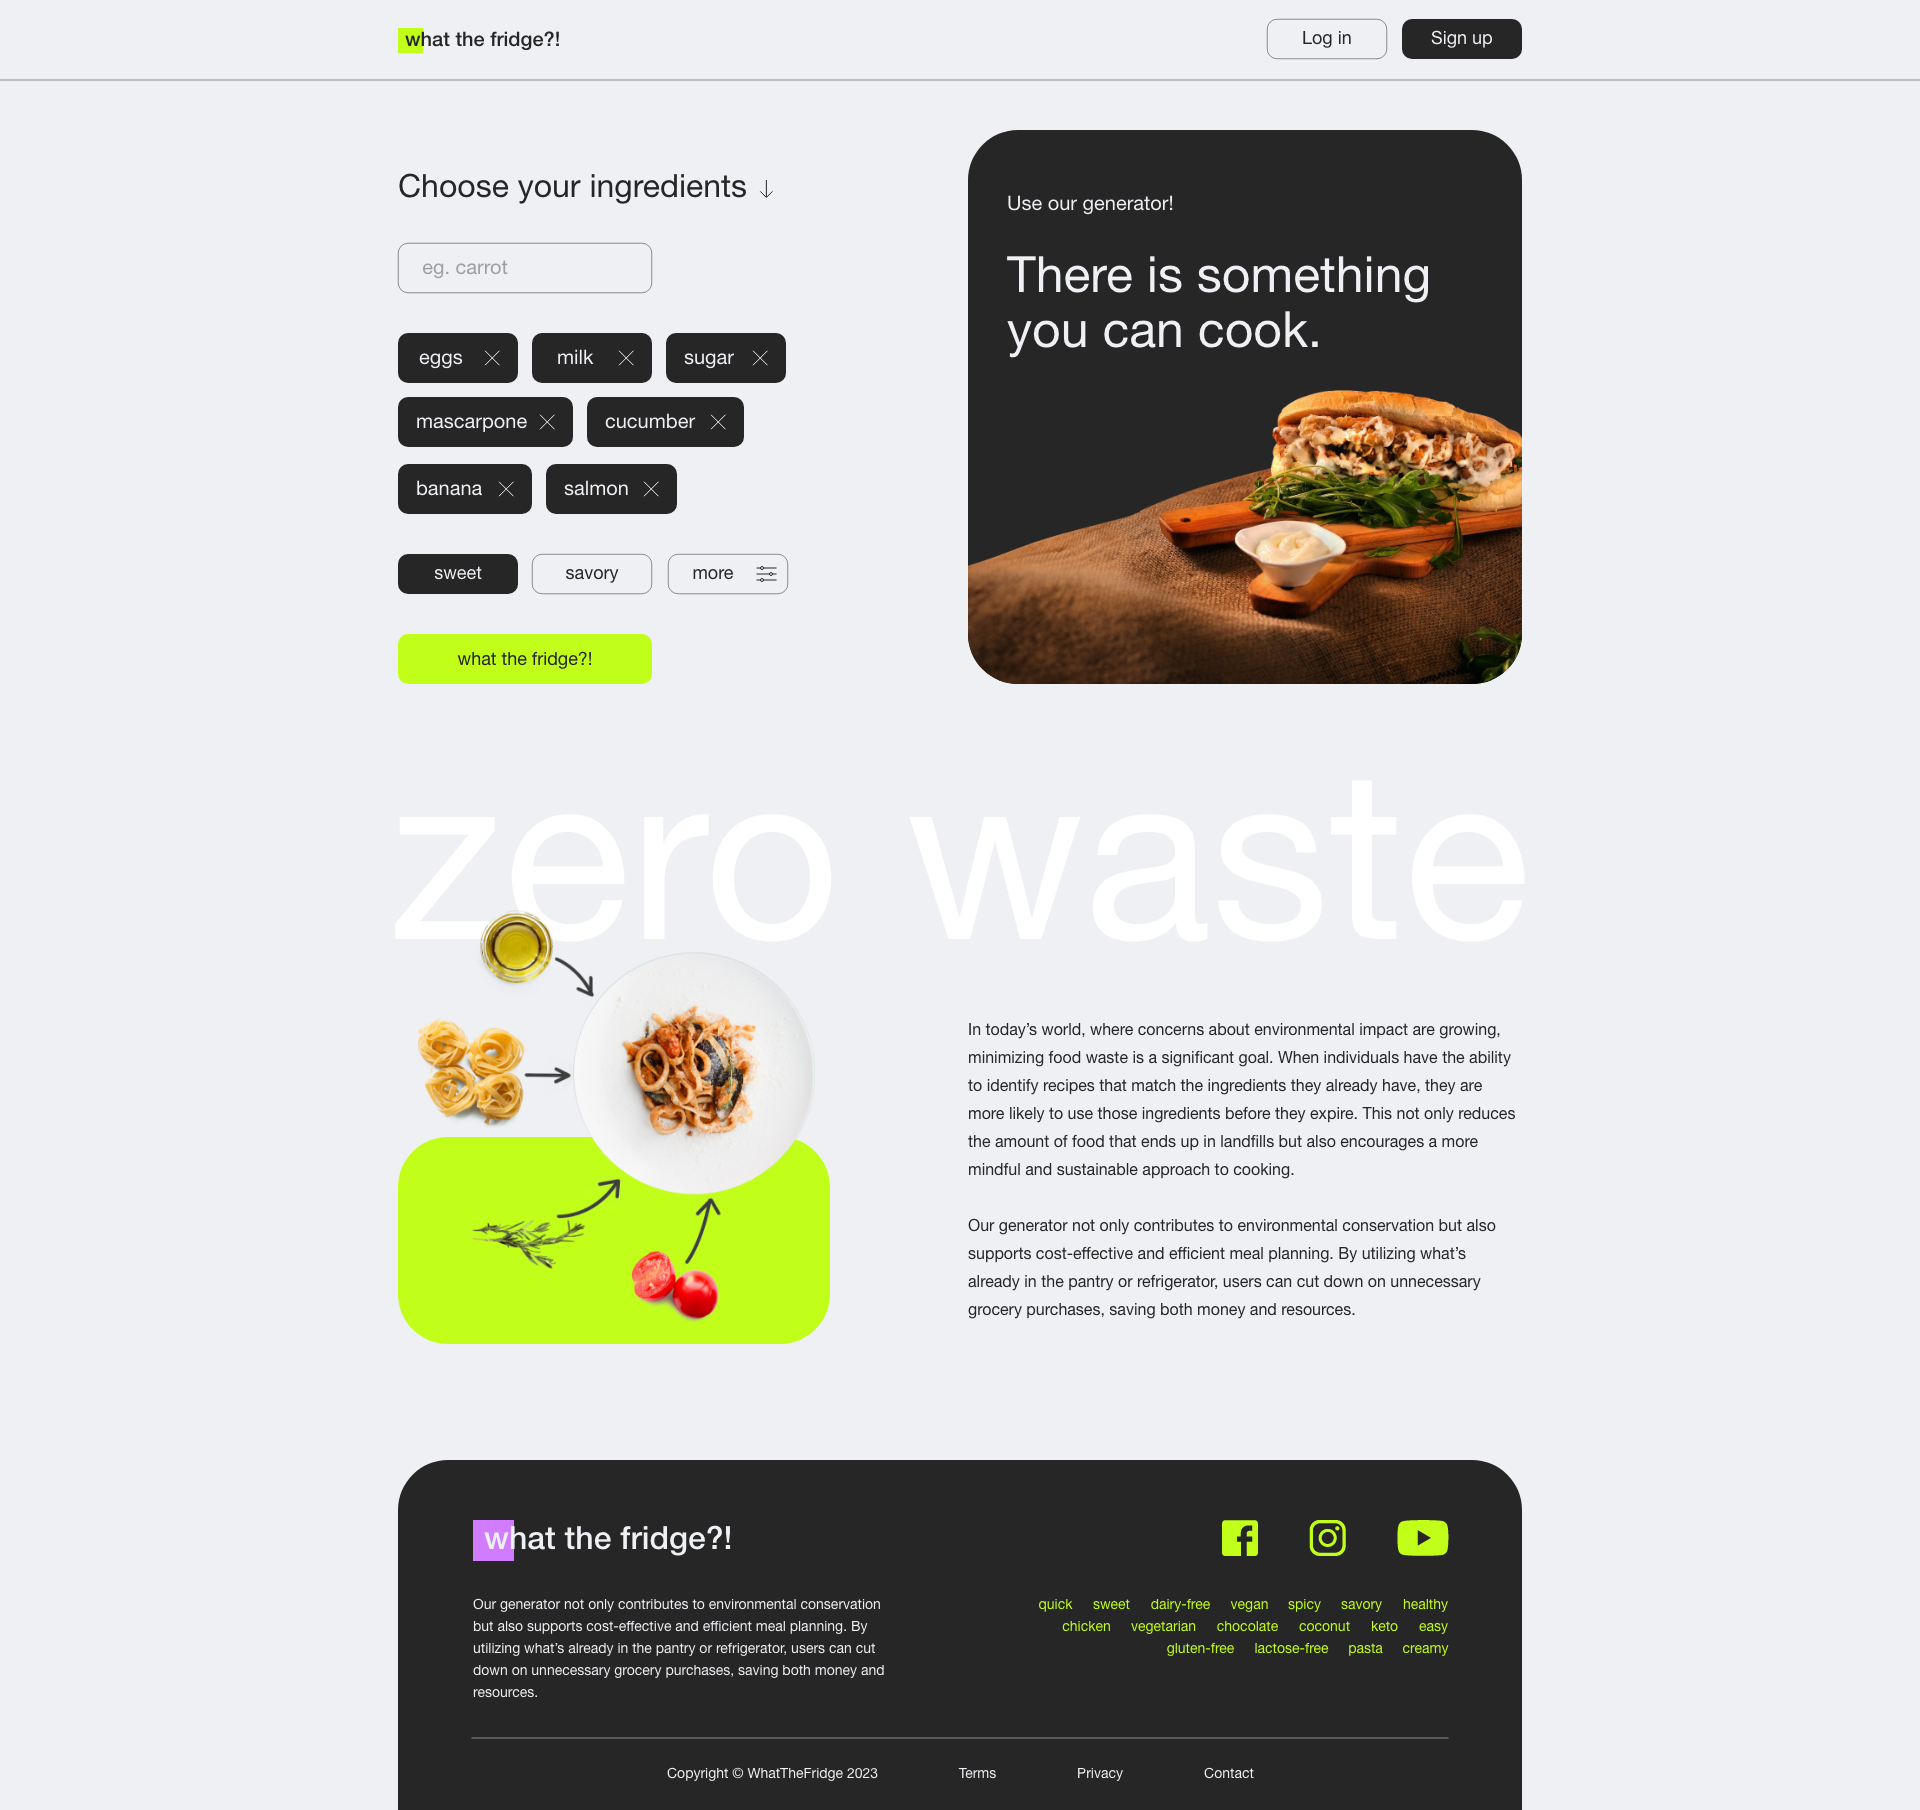 what the fridge?!
Log in
Sign up
Choose your ingredients ↓
eg. carrot
eggs
milk
sugar
mascarpone
cucumber
banana
salmon
sweet
savory
more
what the fridge?!
Use our generator!
There is something
you can cook.
zero waste
In today’s world, where concerns about environmental impact are growing,
minimizing food waste is a significant goal. When individuals have the ability
to identify recipes that match the ingredients they already have, they are
more likely to use those ingredients before they expire. This not only reduces
the amount of food that ends up in landfills but also encourages a more
mindful and sustainable approach to cooking.
Our generator not only contributes to environmental conservation but also
supports cost-effective and efficient meal planning. By utilizing what’s
already in the pantry or refrigerator, users can cut down on unnecessary
grocery purchases, saving both money and resources.
what the fridge?!
Our generator not only contributes to environmental conservation
but also supports cost-effective and efficient meal planning. By
utilizing what’s already in the pantry or refrigerator, users can cut
down on unnecessary grocery purchases, saving both money and
resources.
quick sweet dairy-free vegan spicy savory healthy
chicken vegetarian chocolate coconut keto easy
gluten-free lactose-free pasta creamy
Copyright © WhatTheFridge 2023
Terms
Privacy
Contact